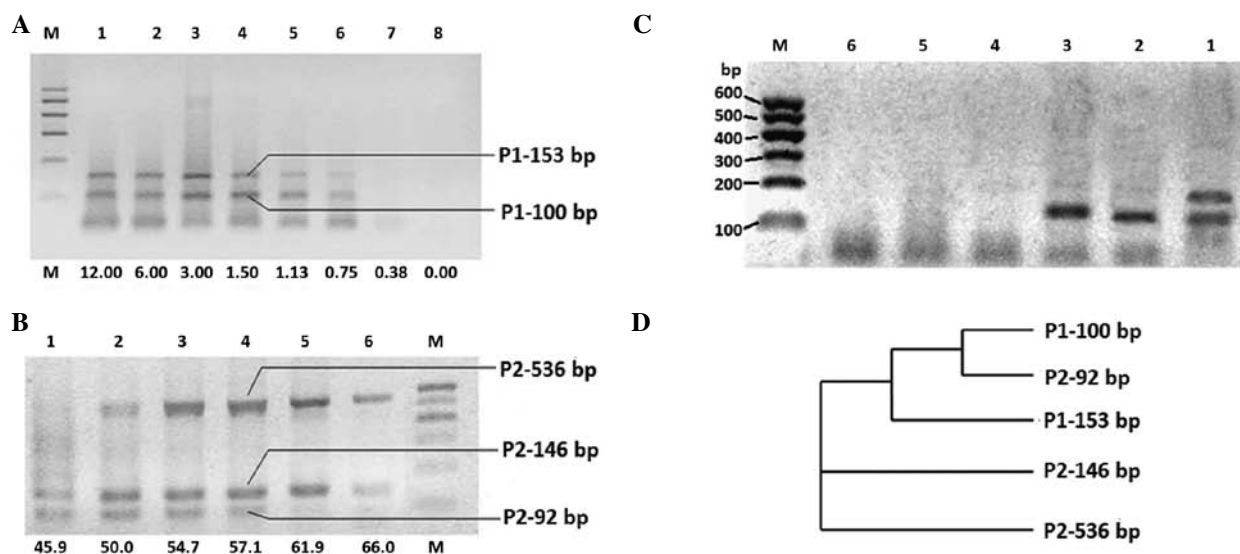 A
M 1 2 3 4 5 6 7 8
P1-153 bp
P1-100 bp
M 12.00 6.00 3.00 1.50 1.13 0.75 0.38 0.00
B
1 2 3 4 5 6 M
P2-536 bp
P2-146 bp
P2-92 bp
45.9 50.0 54.7 57.1 61.9 66.0 M
C
M 6 5 4 3 2 1
bp
600
500
400
300
200
100
D
P1-100 bp
P2-92 bp
P1-153 bp
P2-146 bp
P2-536 bp